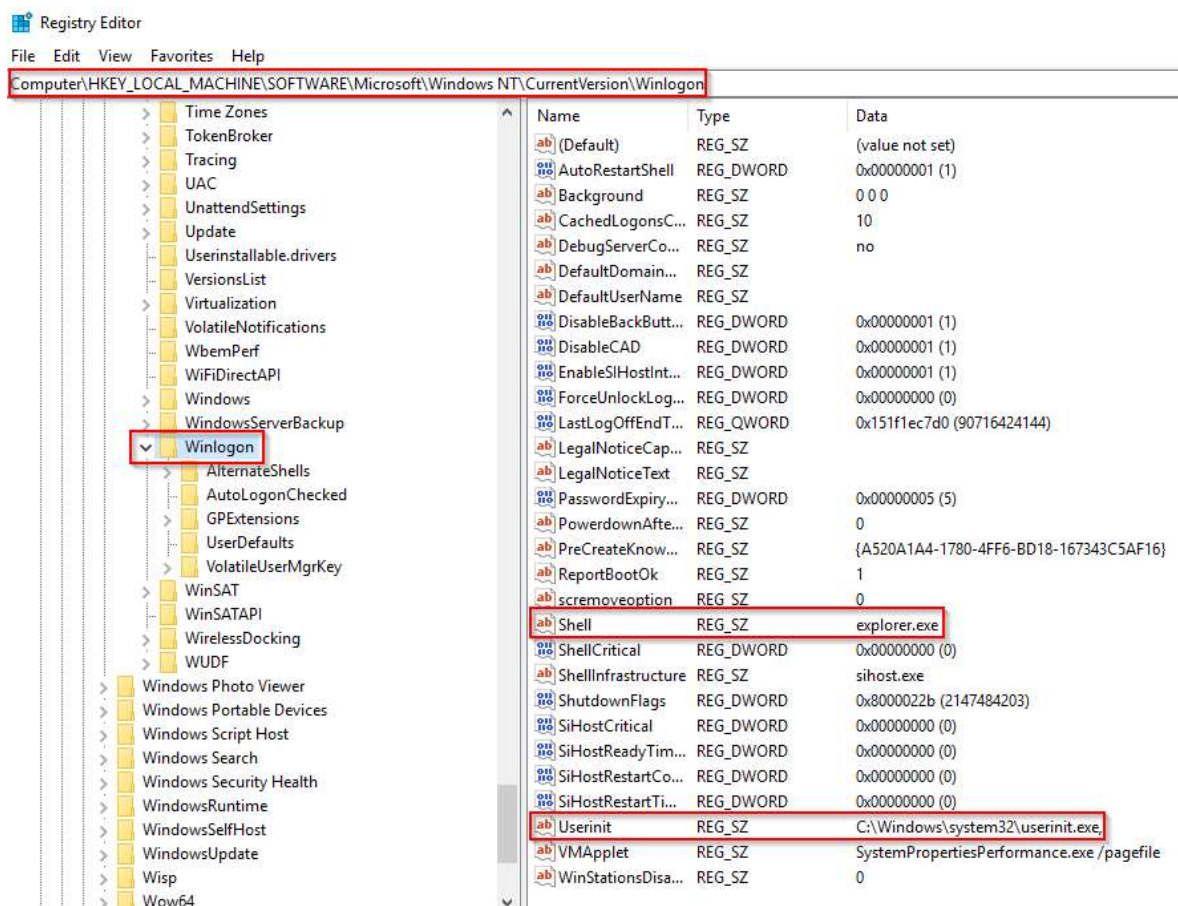 Registry Editor
File Edit View Favorites Help
Computer\HKEY_LOCAL_MACHINE\SOFTWARE\Microsoft\Windows NT\CurrentVersion\Winlogon
Time Zones
TokenBroker
Tracing
UAC
UnattendSettings
Update
Userinstallable.drivers
VersionsList
Virtualization
VolatileNotifications
WbemPerf
WiFiDirectAPI
Windows
WindowsServerBackup
Winlogon
AlternateShells
AutoLogonChecked
GPExtensions
UserDefaults
VolatileUserMgrKey
WinSAT
WinSATAPI
WirelessDocking
WUDF
Windows Photo Viewer
Windows Portable Devices
Windows Script Host
Windows Search
Windows Security Health
WindowsRuntime
WindowsSelfHost
WindowsUpdate
Wisp
Wow64
Name Type Data
(Default) REG_SZ (value not set)
AutoRestartShell REG_DWORD 0x00000001 (1)
Background REG_SZ 0 0 0
CachedLogonsC... REG_SZ 10
DebugServerCo... REG_SZ no
DefaultDomain... REG_SZ
DefaultUserName REG_SZ
DisableBackButt... REG_DWORD 0x00000001 (1)
DisableCAD REG_DWORD 0x00000001 (1)
EnableSIHostInt... REG_DWORD 0x00000001 (1)
ForceUnlockLog... REG_DWORD 0x00000000 (0)
LastLogOffEndT... REG_QWORD 0x151f1ec7d0 (90716424144)
LegalNoticeCap... REG_SZ
LegalNoticeText REG_SZ
PasswordExpiry... REG_DWORD 0x00000005 (5)
PowerdownAfte... REG_SZ 0
PreCreateKnow... REG_SZ {A520A1A4-1780-4FF6-BD18-167343C5AF16}
ReportBootOk REG_SZ 1
scremoveoption REG_SZ 0
Shell REG_SZ explorer.exe
ShellCritical REG_DWORD 0x00000000 (0)
ShellInfrastructure REG_SZ sihost.exe
ShutdownFlags REG_DWORD 0x8000022b (2147484203)
SiHostCritical REG_DWORD 0x00000000 (0)
SiHostReadyTim... REG_DWORD 0x00000000 (0)
SiHostRestartCo... REG_DWORD 0x00000000 (0)
SiHostRestartTi... REG_DWORD 0x00000000 (0)
Userinit REG_SZ C:\Windows\system32\userinit.exe,
VMApplet REG_SZ SystemPropertiesPerformance.exe /pagefile
WinStationsDisa... REG_SZ 0